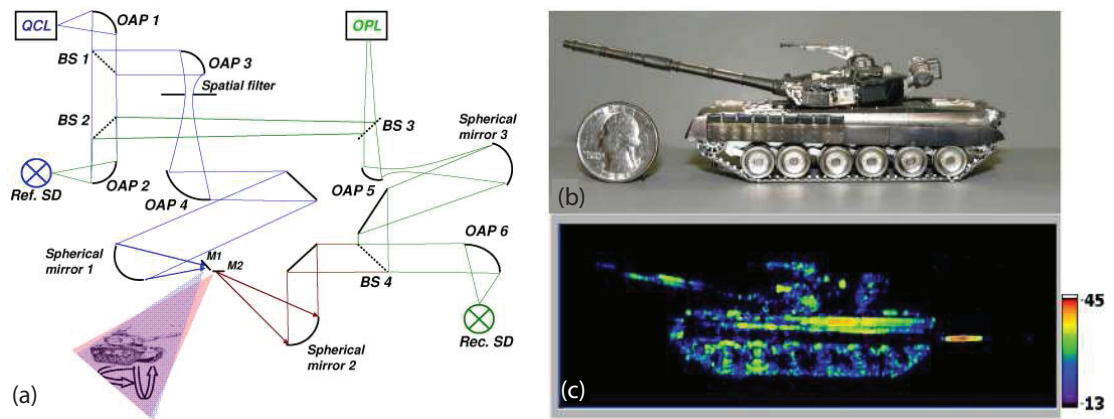 QCL
OAP 1
OPL
BS 1
OAP 3
Spatial filter
BS 2
BS 3
Spherical
mirror 3
Ref. SD
OAP 2
OAP 4
OAP 5
OAP 6
Spherical
mirror 1
M1
M2
BS 4
Spherical
mirror 2
Rec. SD
(a)
(b)
(c)
-45
-13